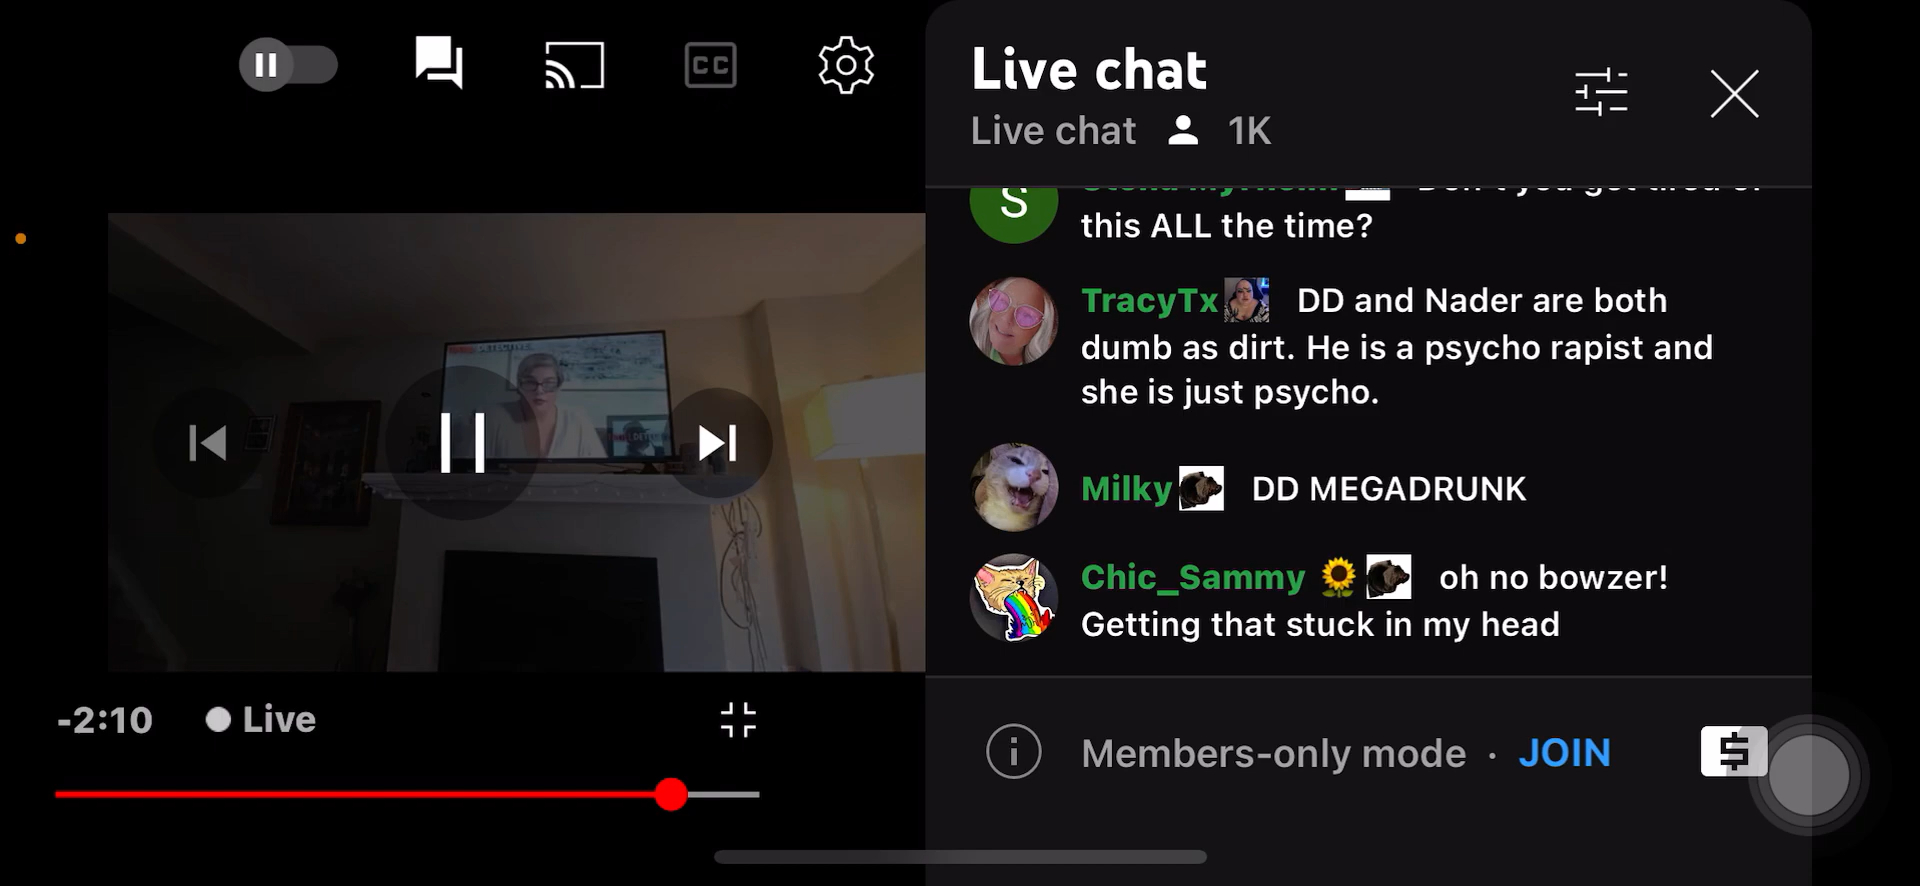 CC
Live chat
Live chat 1K
S
this ALL the time?
TracyTx DD and Nader are both
dumb as dirt. He is a psycho rapist and
she is just psycho.
Milky DD MEGADRUNK
Chic_Sammy 🌻 oh no bowzer!
Getting that stuck in my head
-2:10 Live
Members-only mode · JOIN
$